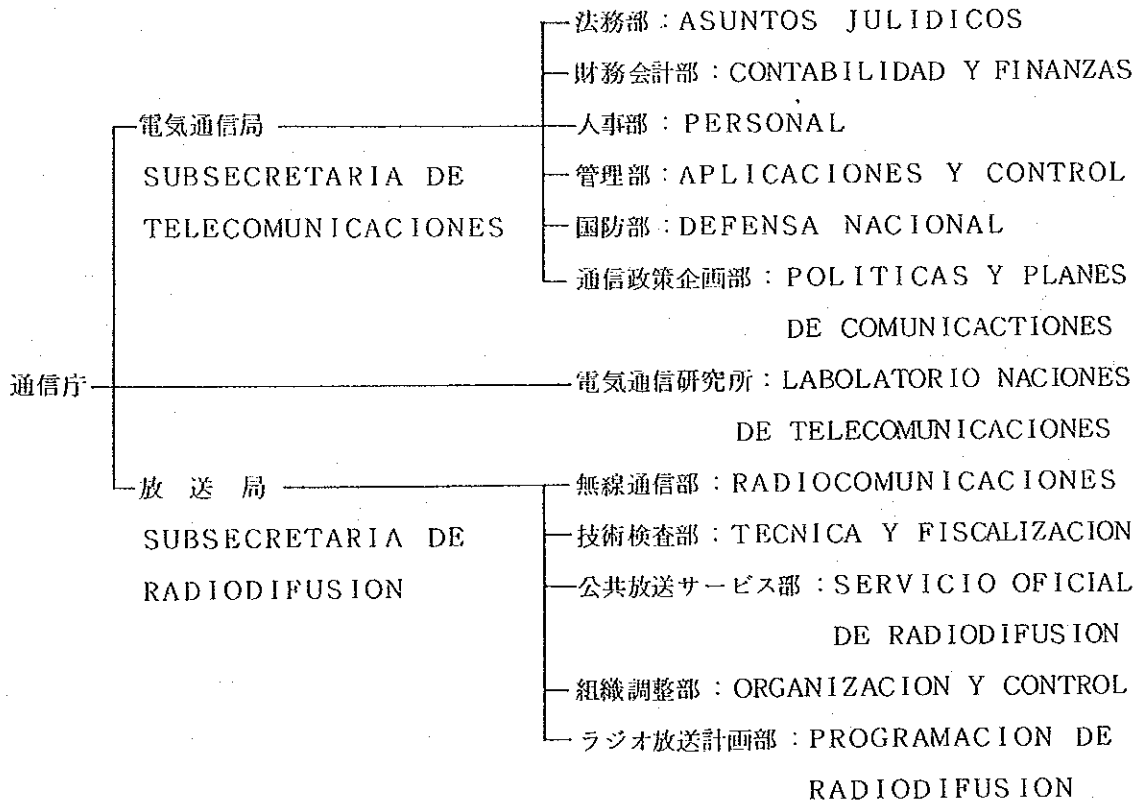 法務部：ASUNTOS JULIDICOS
財務会計部：CONTABILIDAD Y FINANZAS
電気通信局
人事部：PERSONAL
SUBSECRETARIA DE
管理部：APLICACIONES Y CONTROL
TELECOMUNICACIONES
国防部：DEFENSA NACIONAL
通信政策企画部：POLITICAS Y PLANES
DE COMUNICACTIONES
通信庁
電気通信研究所：LABOLATORIO NACIONES
DE TELECOMUNICACIONES
放送局
無線通信部：RADIOCOMUNICACIONES
SUBSECRETARIA DE
技術検査部：TECNICA Y FISCALIZACION
RADIODIFUSION
公共放送サービス部：SERVICIO OFICIAL
DE RADIODIFUSION
組織調整部：ORGANIZACION Y CONTROL
ラジオ放送計画部：PROGRAMACION DE
RADIODIFUSION